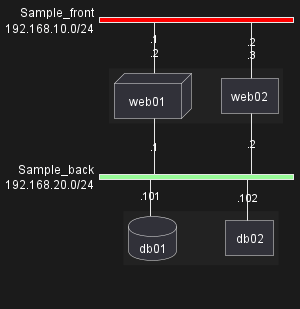 Sample_front
192.168.10.0/24
.1
.2
.2
.3
web01
web02
.1
.2
Sample_back
192.168.20.0/24
.101
.102
db01
db02